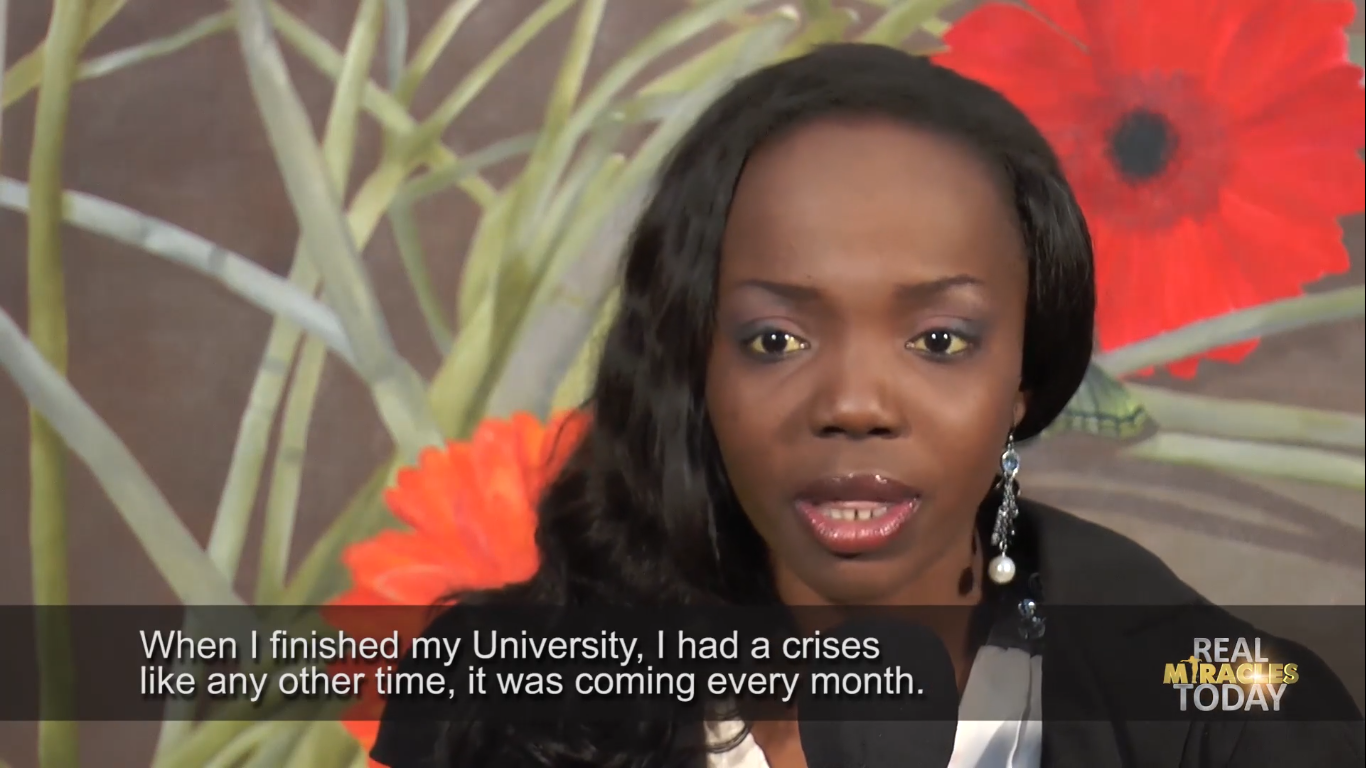 When I finished my University, I had a crises
like any other time, it was coming every month.
REAL
MIRACLES
TODAY